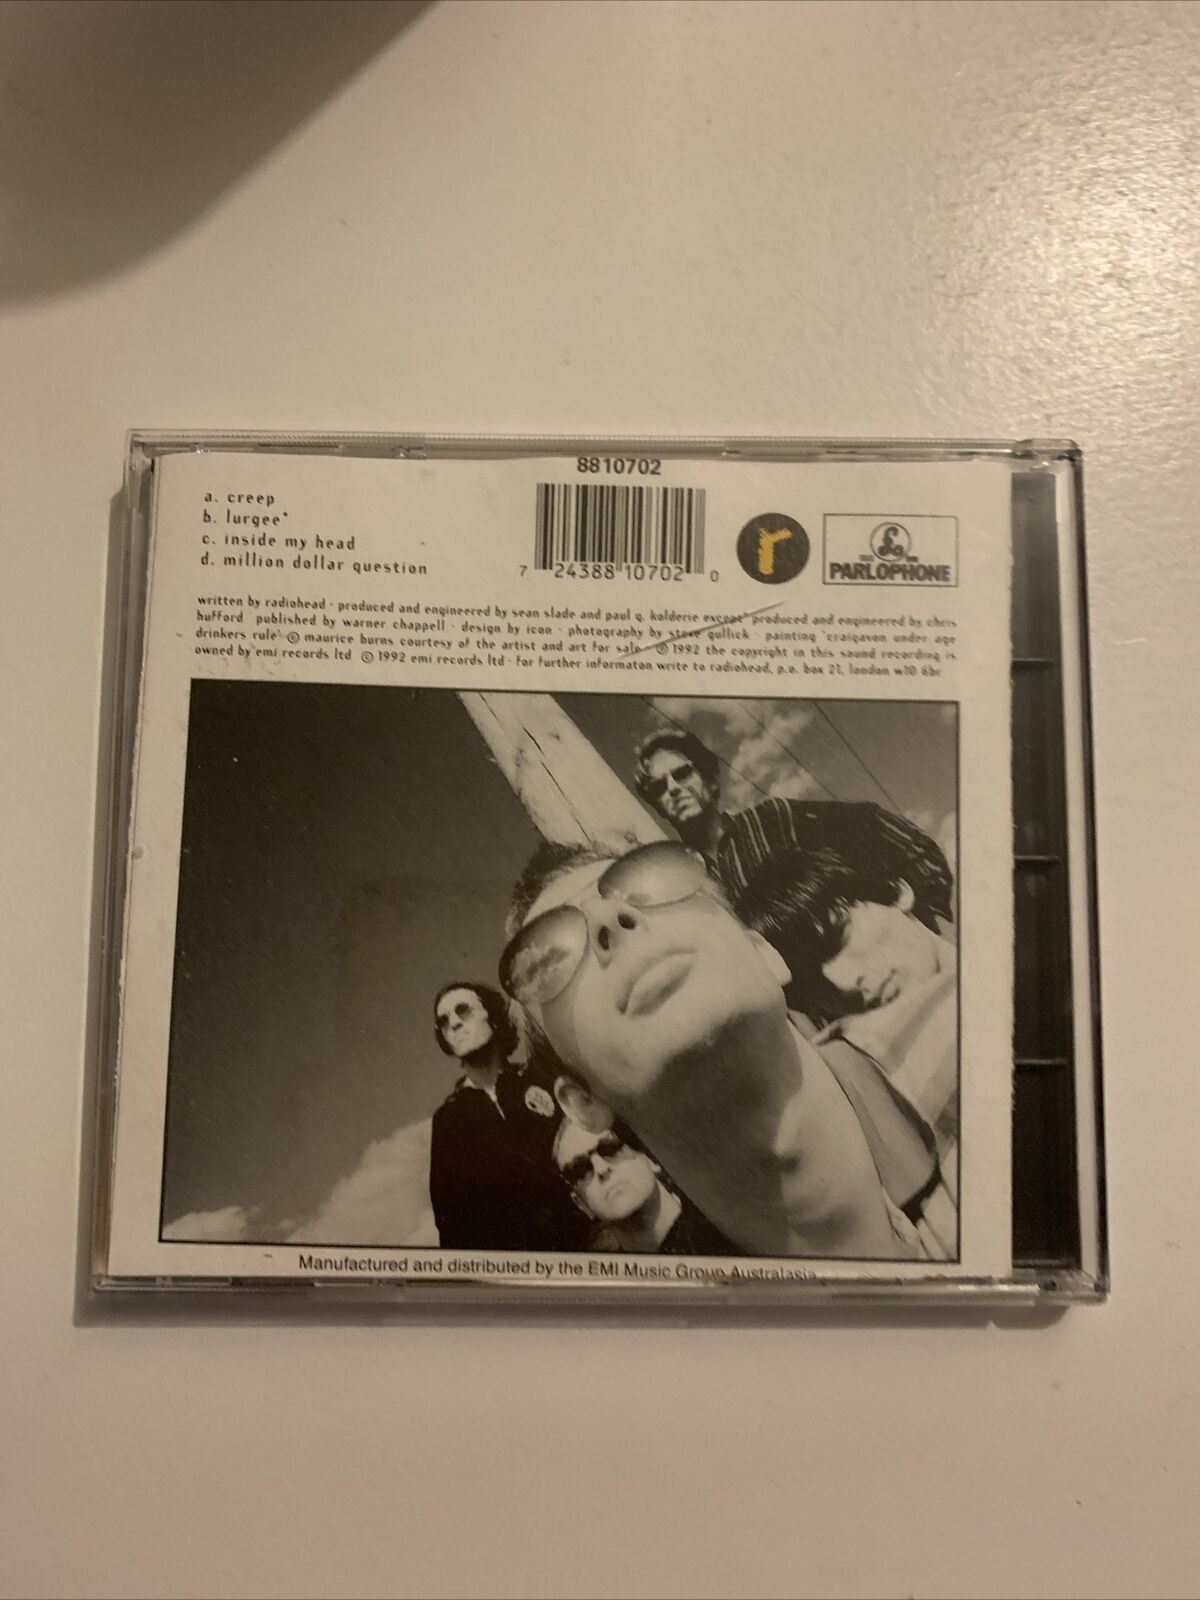 8810702
a. creep
b. lurgee*
c. inside my head
d. million dollar question
7 24388 10702 0
r
THE CO. OR
PARLOPHONE
written by radiohead · produced and engineered by sean slade and paul q. kolderie except* produced and engineered by chris
hufford published by warner chappell · design by icon · photography by steve gullick · painting 'craigavon under age
drinkers rule' © maurice burns courtesy of the artist and art for sale ℗ 1992 the copyright in this sound recording is
owned by emi records ltd © 1992 emi records ltd · for further informaton write to radiohead, p.o. box 21, london w10 6
Manufactured and distributed by the EMI Music Group Australasia